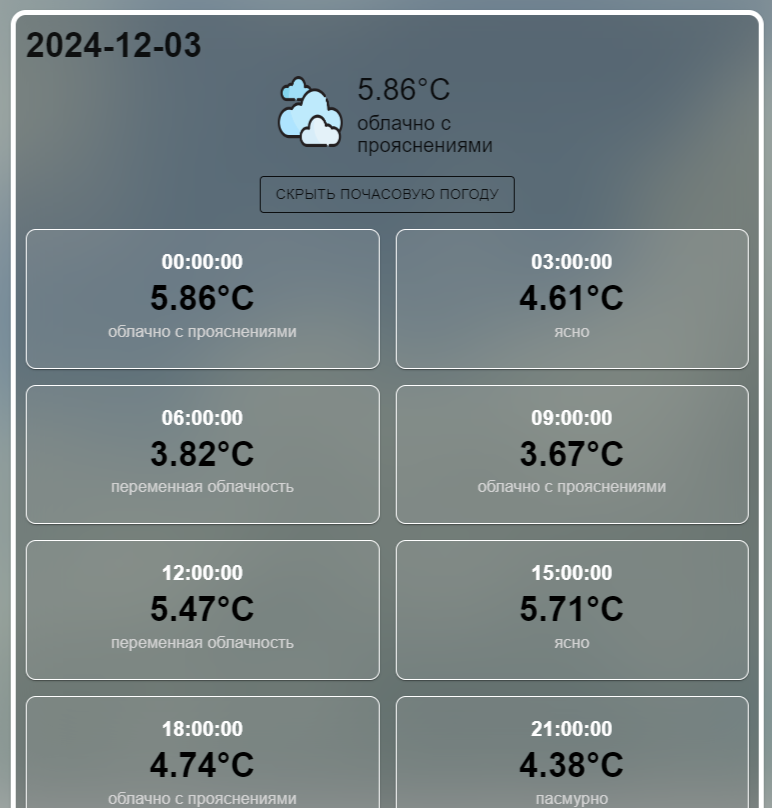 2024-12-03
5.86°C
облачно с
прояснениями
СКРЫТЬ ПОЧАСОВУЮ ПОГОДУ
00:00:00
5.86°C
облачно с прояснениями
03:00:00
4.61°C
ясно
06:00:00
3.82°C
переменная облачность
09:00:00
3.67°C
облачно с прояснениями
12:00:00
5.47°C
переменная облачность
15:00:00
5.71°C
ясно
18:00:00
4.74°C
облачно с прояснениями
21:00:00
4.38°C
пасмурно